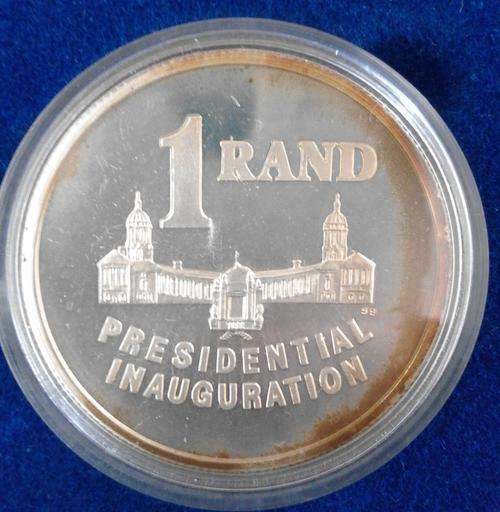 1 RAND
PRESIDENTIAL
INAUGURATION